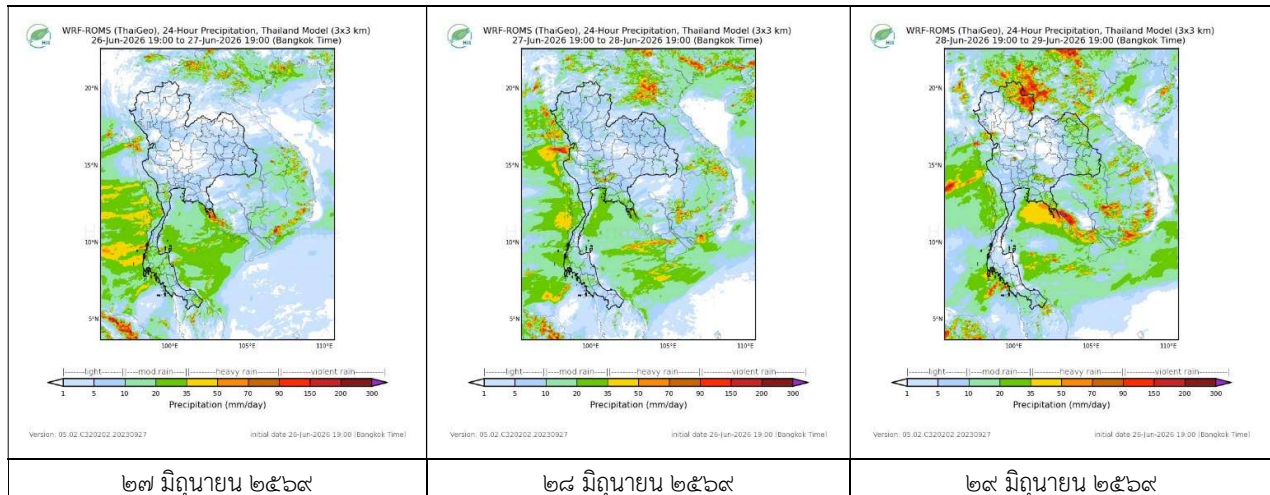 WRF-ROMS (ThaiGeo), 24-Hour Precipitation, Thailand Model (3x3 km)
26-Jun-2026 19:00 to 27-Jun-2026 19:00 (Bangkok Time)
20°N
15°N
10°N
5°N
100°E 105°E 110°E
|--------light--------||----mod rain----||-------heavy rain-------||-------violent rain-------|
1 5 10 20 35 50 70 90 150 200 300
Precipitation (mm/day)
Version: 05.02.C320202.20230927 initial date 26-Jun-2026 19:00 (Bangkok Time)
๒๗ มิถุนายน ๒๕๖๙
WRF-ROMS (ThaiGeo), 24-Hour Precipitation, Thailand Model (3x3 km)
27-Jun-2026 19:00 to 28-Jun-2026 19:00 (Bangkok Time)
20°N
15°N
10°N
5°N
100°E 105°E 110°E
|--------light--------||----mod rain----||-------heavy rain-------||-------violent rain-------|
1 5 10 20 35 50 70 90 150 200 300
Precipitation (mm/day)
Version: 05.02.C320202.20230927 initial date 26-Jun-2026 19:00 (Bangkok Time)
๒๘ มิถุนายน ๒๕๖๙
WRF-ROMS (ThaiGeo), 24-Hour Precipitation, Thailand Model (3x3 km)
28-Jun-2026 19:00 to 29-Jun-2026 19:00 (Bangkok Time)
20°N
15°N
10°N
5°N
100°E 105°E 110°E
|--------light--------||----mod rain----||-------heavy rain-------||-------violent rain-------|
1 5 10 20 35 50 70 90 150 200 300
Precipitation (mm/day)
Version: 05.02.C320202.20230927 initial date 26-Jun-2026 19:00 (Bangkok Time)
๒๙ มิถุนายน ๒๕๖๙